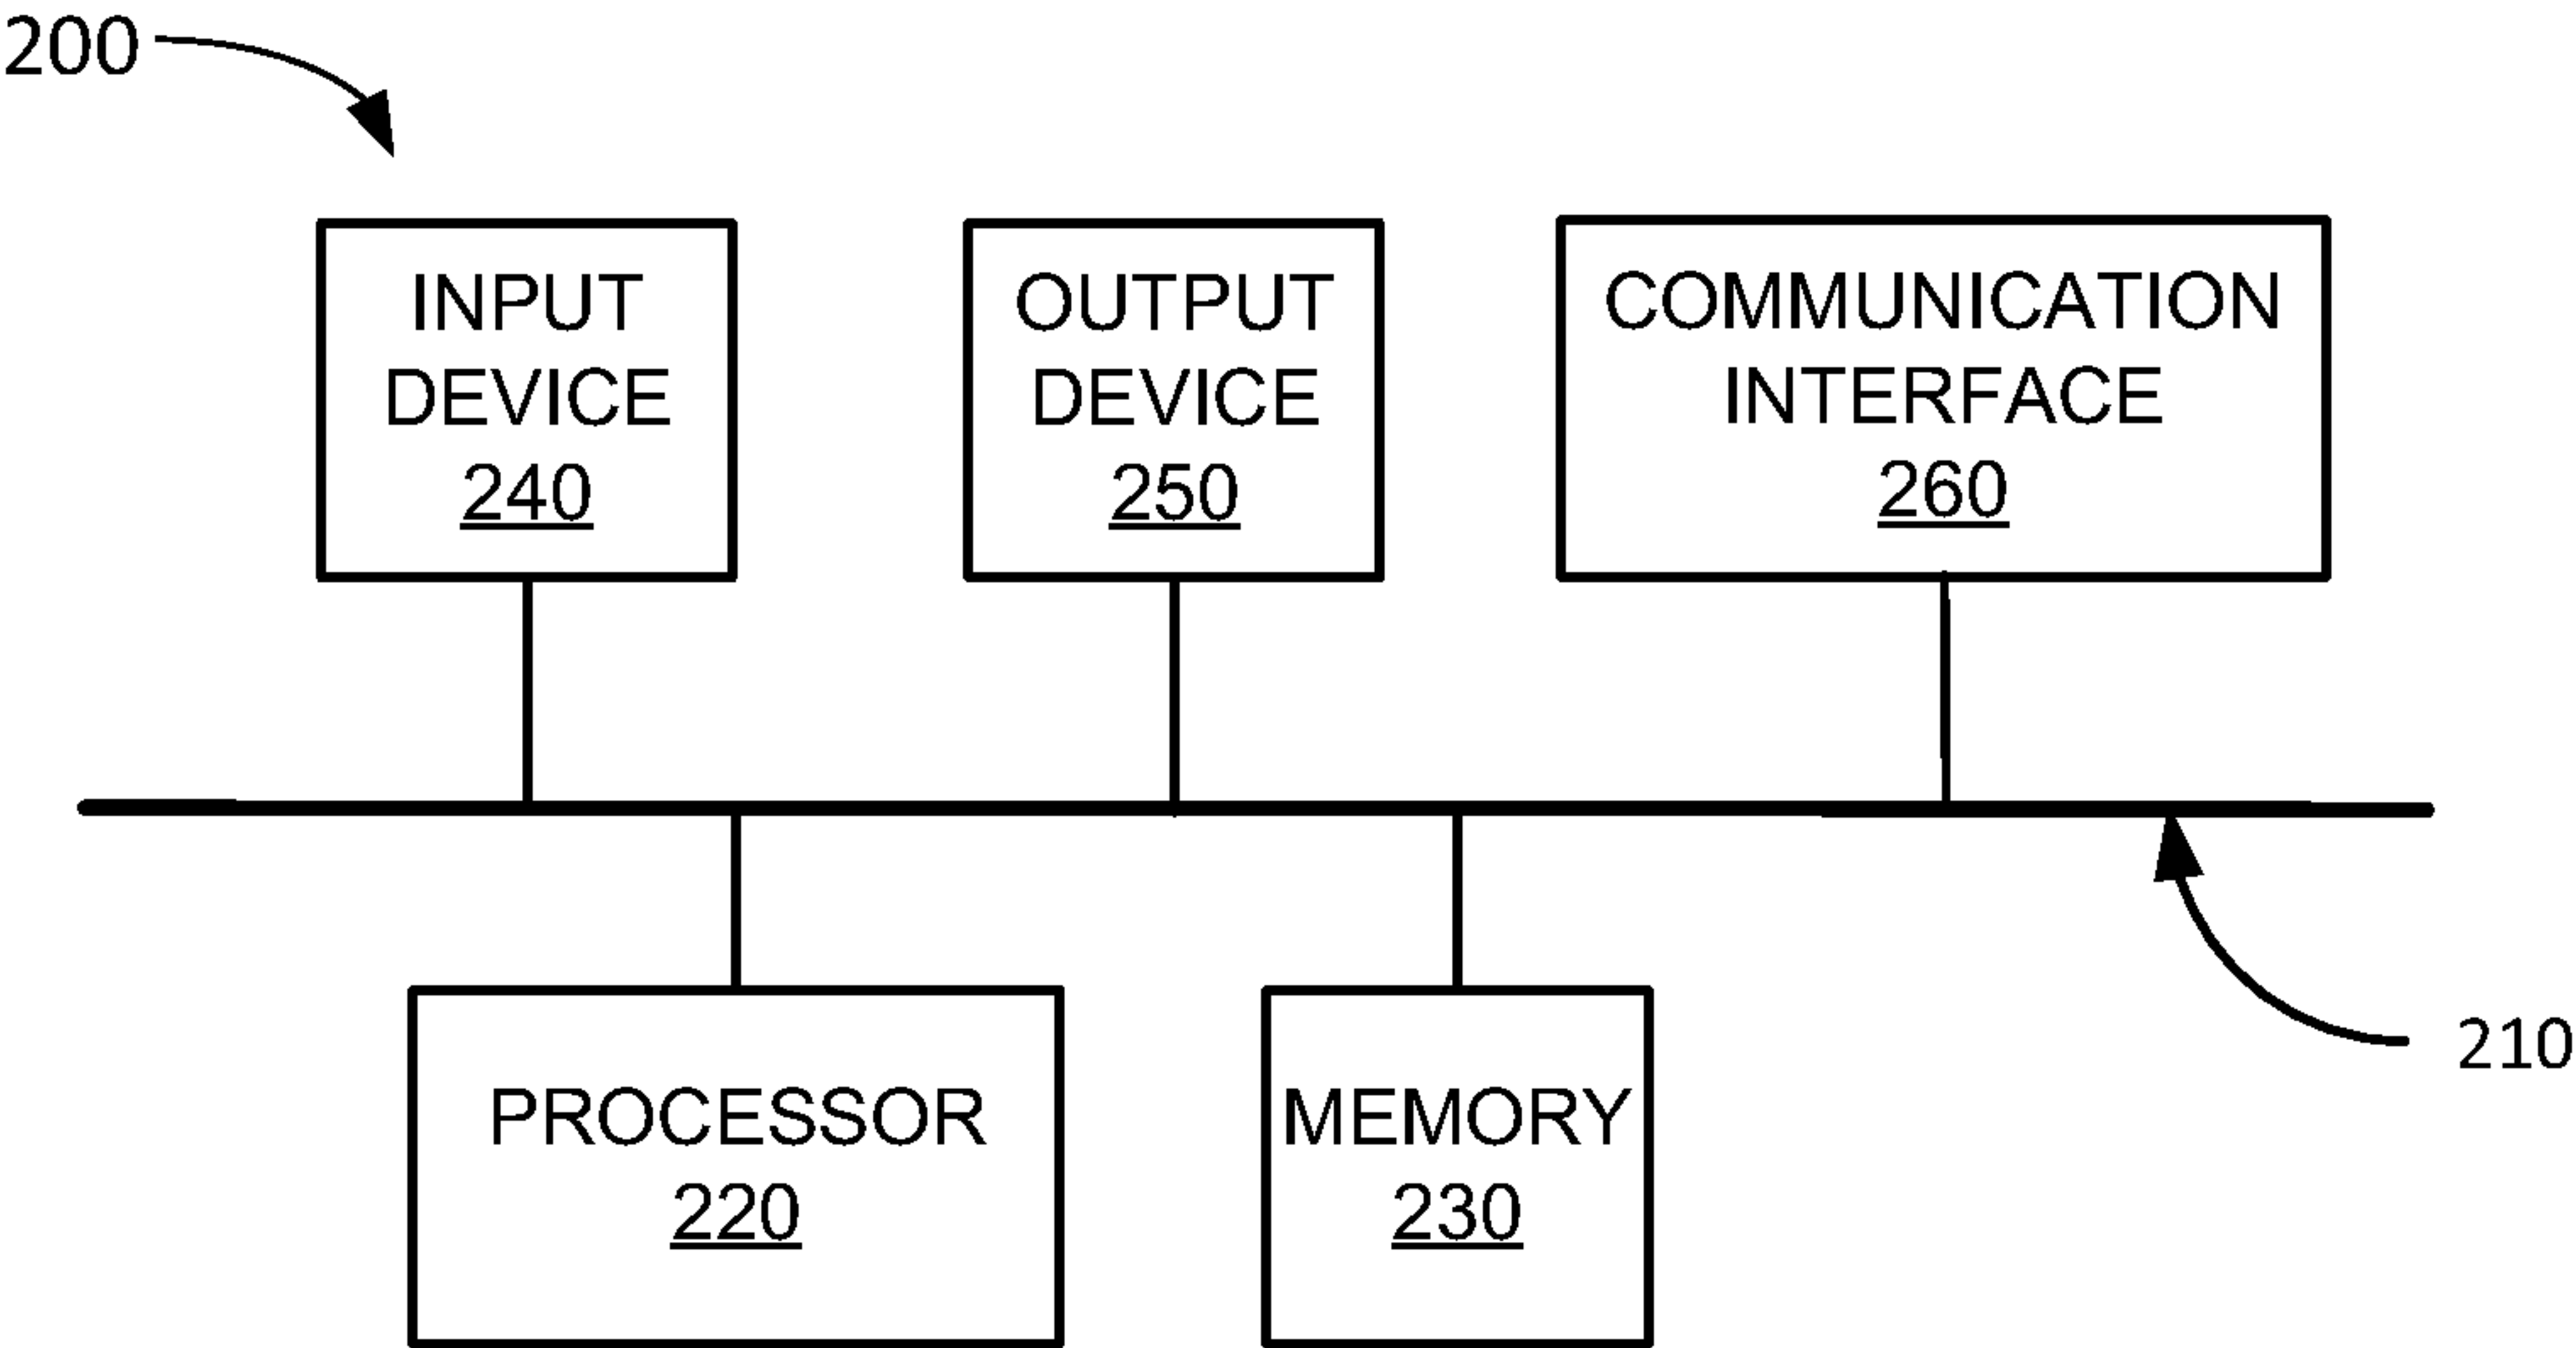 200
INPUT
DEVICE
240
OUTPUT
DEVICE
250
COMMUNICATION
INTERFACE
260
PROCESSOR
220
MEMORY
230
210